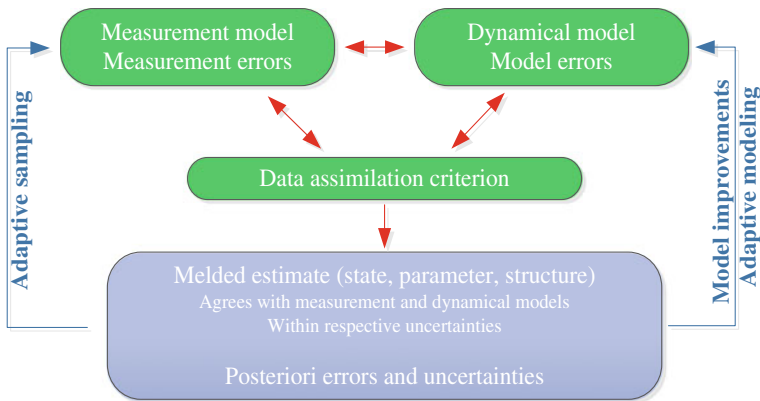 Measurement model
Measurement errors
Dynamical model
Model errors
Adaptive sampling
Model improvements
Adaptive modeling
Data assimilation criterion
Melded estimate (state, parameter, structure)
Agrees with measurement and dynamical models
Within respective uncertainties
Posteriori errors and uncertainties